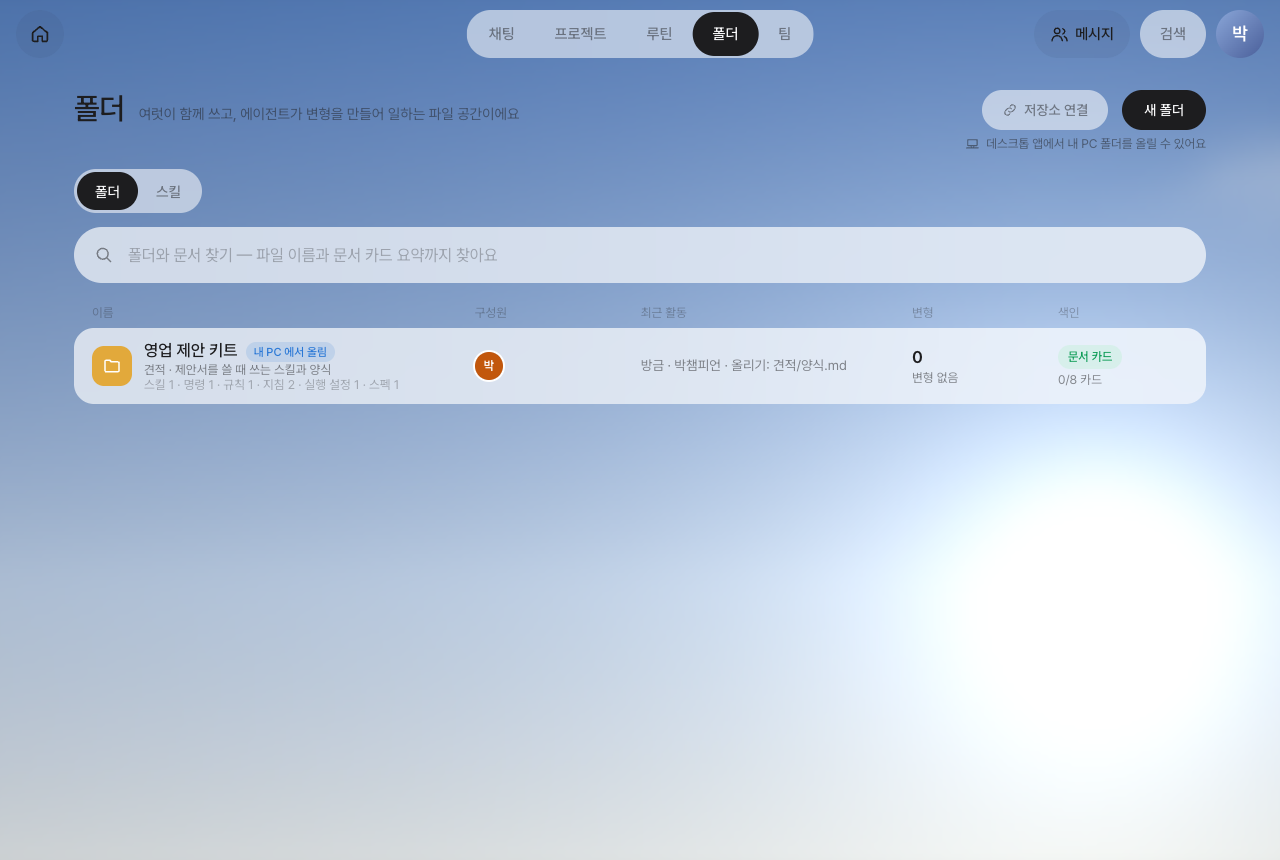 채팅 프로젝트 루틴 폴더 팀 메시지 검색 박
폴더 여럿이 함께 쓰고, 에이전트가 변형을 만들어 일하는 파일 공간이에요 저장소 연결 새 폴더
데스크톱 앱에서 내 PC 폴더를 올릴 수 있어요
폴더 스킬
폴더와 문서 찾기 — 파일 이름과 문서 카드 요약까지 찾아요
이름 구성원 최근 활동 변형 색인
영업 제안 키트 내 PC에서 올림
견적 · 제안서를 쓸 때 쓰는 스킬과 양식
스킬 1 · 명령 1 · 규칙 1 · 지침 2 · 실행 설정 1 · 스펙 1
박
방금 · 박챔피언 · 올리기: 견적/양식.md
0
변형 없음
문서 카드
0/8 카드